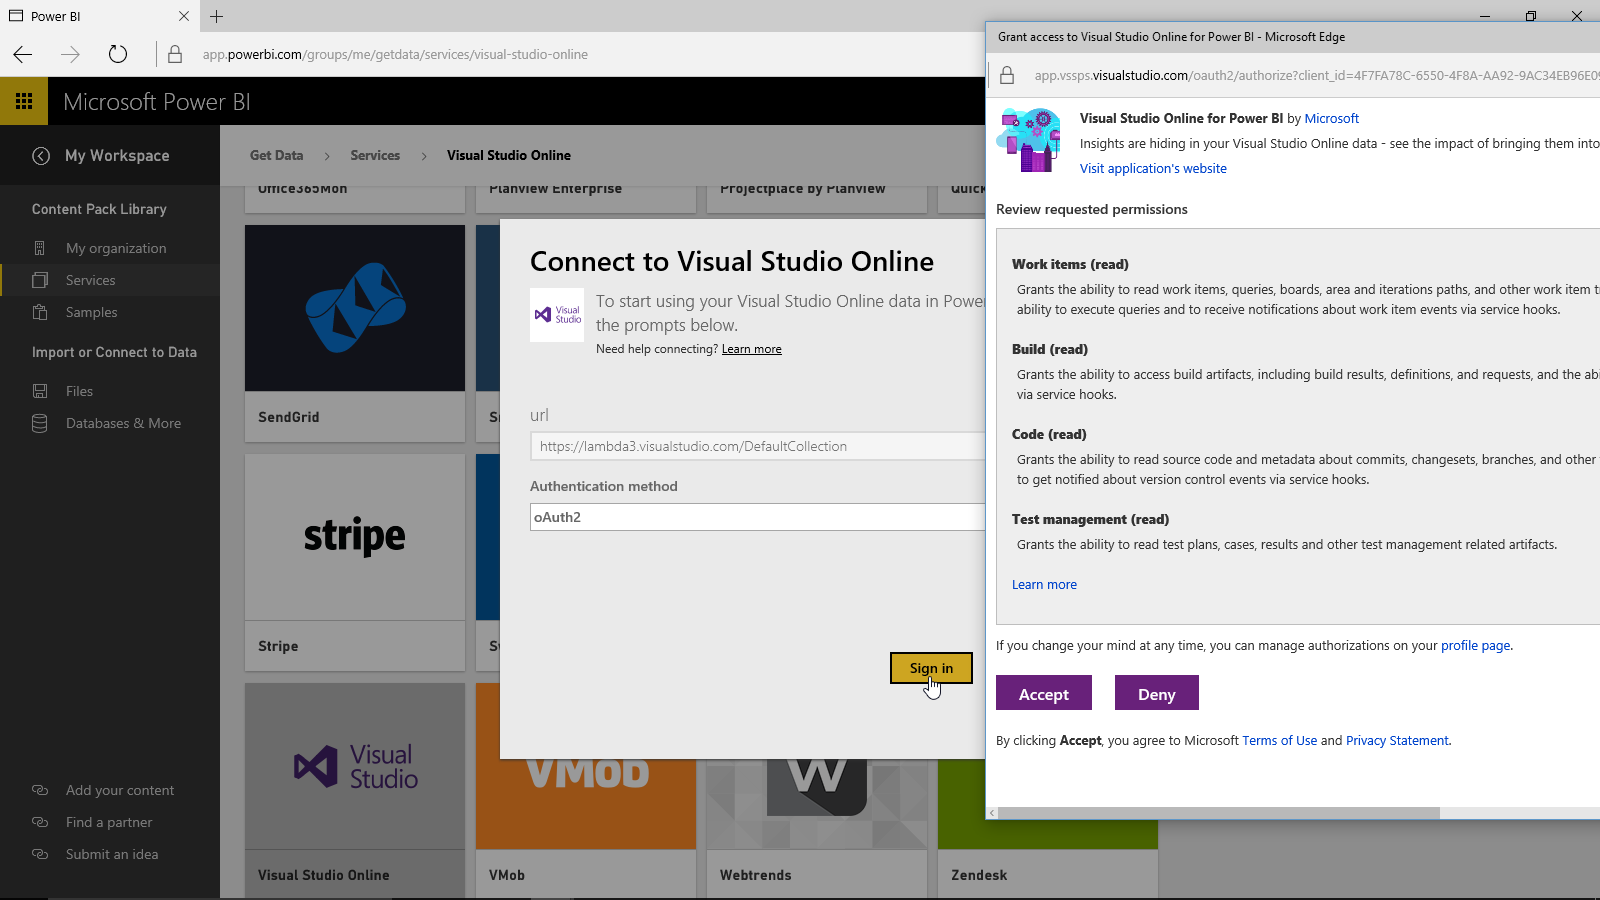 Power BI
app.powerbi.com/groups/me/getdata/services/visual-studio-online
Microsoft Power BI
My Workspace
Content Pack Library
My organization
Services
Samples
Import or Connect to Data
Files
Databases & More
Add your content
Find a partner
Submit an idea
Get Data
Services
Visual Studio Online
Office365Mon
Planview Enterprise
Projectplace by Planview
SendGrid
stripe
Stripe
Visual
Studio
Visual Studio Online
VMob
VMob
W
Webtrends
Zendesk
Connect to Visual Studio Online
Visual
Studio
To start using your Visual Studio Online data in Power
the prompts below.
Need help connecting? Learn more
url
https://lambda3.visualstudio.com/DefaultCollection
Authentication method
oAuth2
Sign in
Grant access to Visual Studio Online for Power BI - Microsoft Edge
app.vssps.visualstudio.com/oauth2/authorize?client_id=4F7FA78C-6550-4F8A-AA92-9AC34EB96E09
Visual Studio Online for Power BI by Microsoft
Insights are hiding in your Visual Studio Online data - see the impact of bringing them into
Visit application's website
Review requested permissions
Work items (read)
Grants the ability to read work items, queries, boards, area and iterations paths, and other work item
ability to execute queries and to receive notifications about work item events via service hooks.
Build (read)
Grants the ability to access build artifacts, including build results, definitions, and requests, and the
via service hooks.
Code (read)
Grants the ability to read source code and metadata about commits, changesets, branches, and other
to get notified about version control events via service hooks.
Test management (read)
Grants the ability to read test plans, cases, results and other test management related artifacts.
Learn more
If you change your mind at any time, you can manage authorizations on your profile page.
Accept
Deny
By clicking Accept, you agree to Microsoft Terms of Use and Privacy Statement.